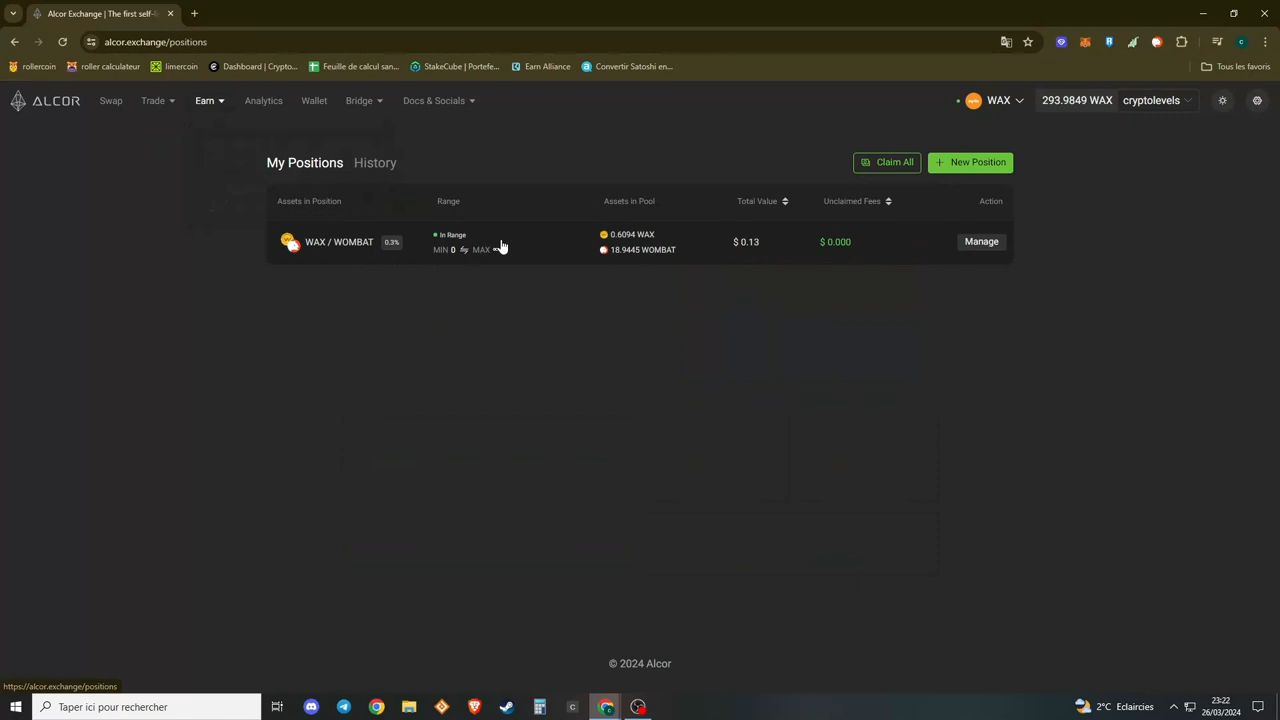 Alcor Exchange | The first self-l
alcor.exchange/positions
rollercoin
roller calculateur
limercoin
Dashboard | Crypto...
Feuille de calcul san...
StakeCube | Portefe...
Earn Alliance
Convertir Satoshi en...
Tous les favoris
ALCOR
Swap
Trade
Earn
Analytics
Wallet
Bridge
Docs & Socials
WAX
293.9849 WAX
cryptolevels
My Positions
History
Claim All
New Position
Assets in Position
Range
Assets in Pool
Total Value
Unclaimed Fees
Action
WAX / WOMBAT
0.3%
In Range
MIN 0
MAX
0.6094 WAX
18.9445 WOMBAT
$ 0.13
$ 0.000
Manage
© 2024 Alcor
https://alcor.exchange/positions
Taper ici pour rechercher
2°C Eclaircies
23:22
26/03/2024